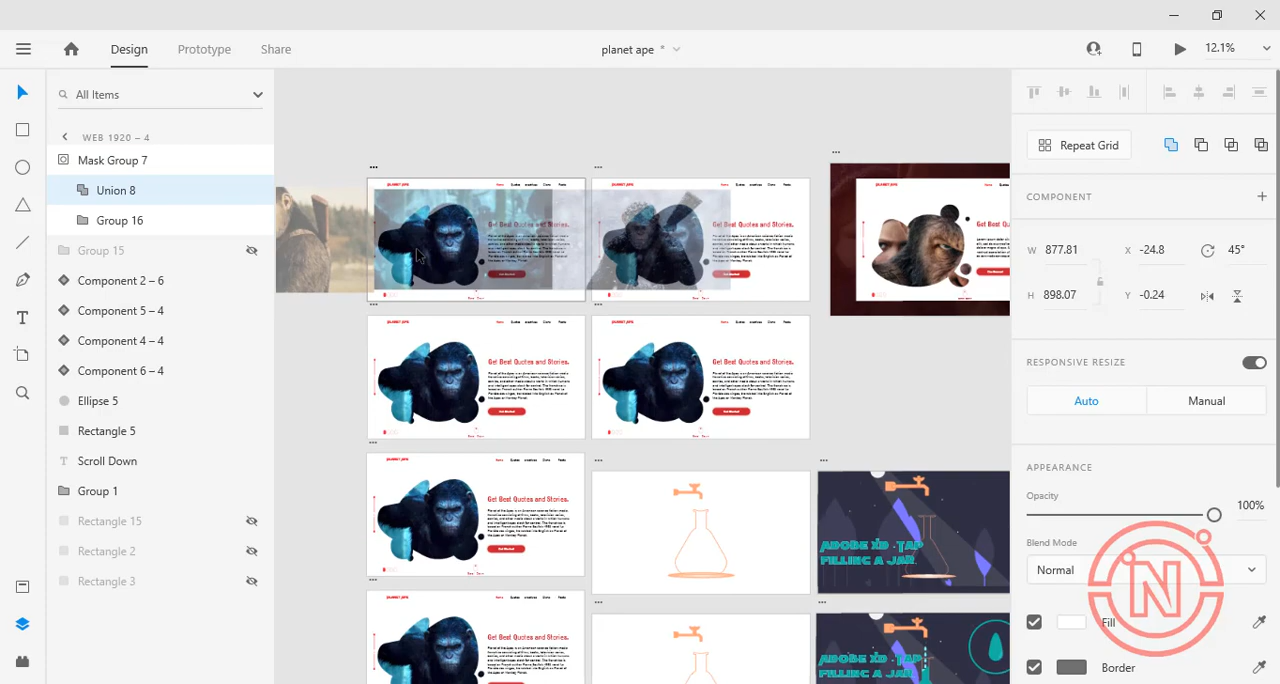 Design
Prototype
Share
planet ape *
12.1%
All Items
WEB 1920 – 4
Mask Group 7
Union 8
Group 16
Group 15
Component 2 – 6
Component 5 – 4
Component 4 – 4
Component 6 – 4
Ellipse 5
Rectangle 5
Scroll Down
Group 1
Rectangle 15
Rectangle 2
Rectangle 3
Get Best Quotes and Stories.
Get Best Quotes and Stories.
Get Best Quo
Get Best Quotes and Stories.
Get Best Quotes and Stories.
Get Best Quotes and Stories.
Get Best Quotes and Stories.
ADOBE XD -TAP
FILLING A JAR
ADOBE XD -TAP
FILLING A JAR
Repeat Grid
COMPONENT
W 877.81
X -24.8
45°
H 898.07
Y -0.24
RESPONSIVE RESIZE
Auto
Manual
APPEARANCE
Opacity
100%
Blend Mode
Normal
N
Fill
Border